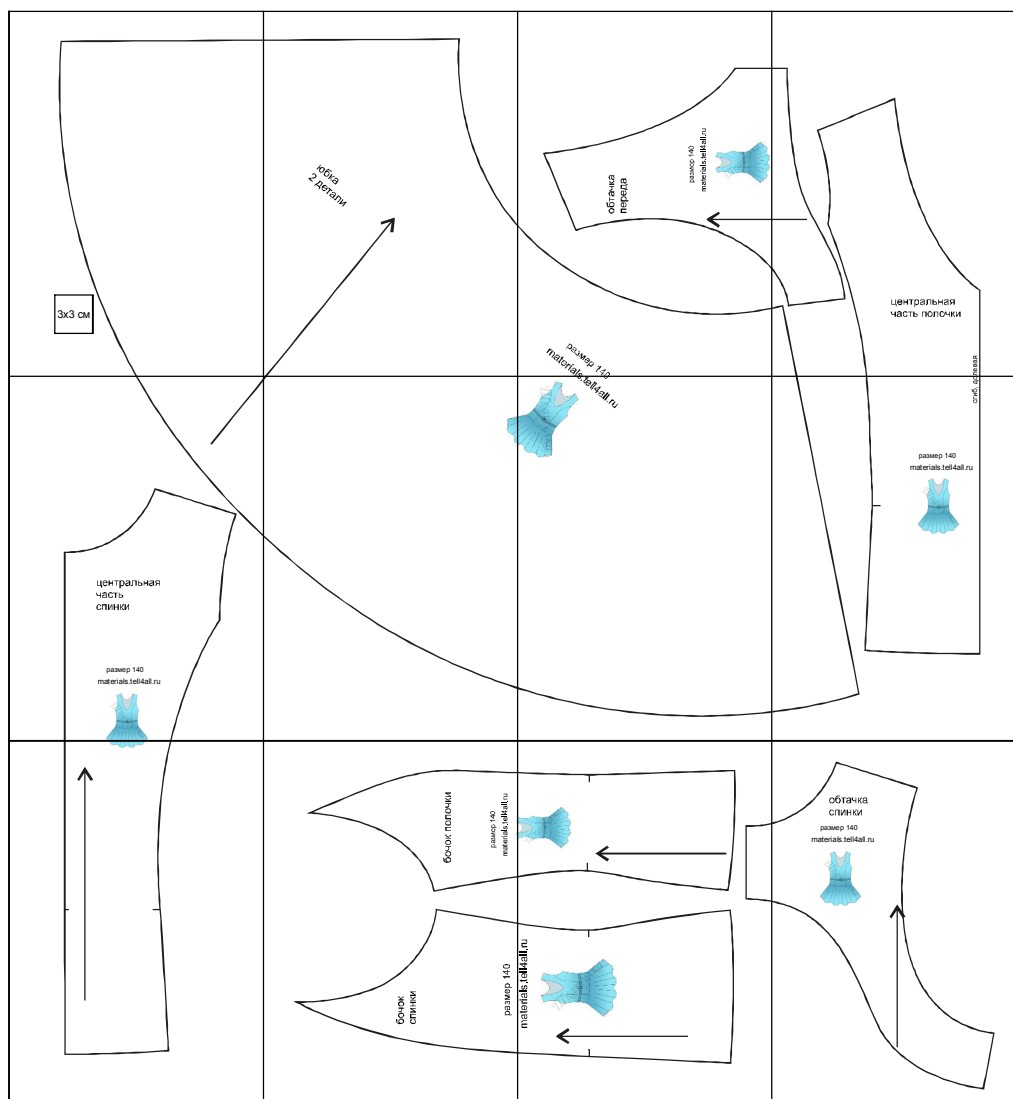 юбка
2 детали
размер 140
materials.tell4all.ru
обтачка
переда
3х3 см
центральная
часть полочки
сгиб, долевая
размер 140
materials.tell4all.ru
размер 140
materials.tell4all.ru
центральная
часть
спинки
размер 140
materials.tell4all.ru
бочок полочки
размер 140
materials.tell4all.ru
обтачка
спинки
размер 140
materials.tell4all.ru
бочок
спинки
размер 140
materials.tell4all.ru